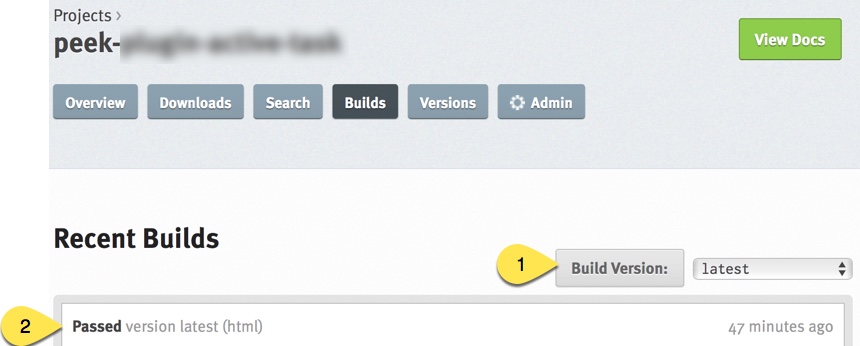 Projects ›
peek-
View Docs
Overview Downloads Search Builds Versions Admin
Recent Builds
1 Build Version: latest
2 Passed version latest (html) 47 minutes ago